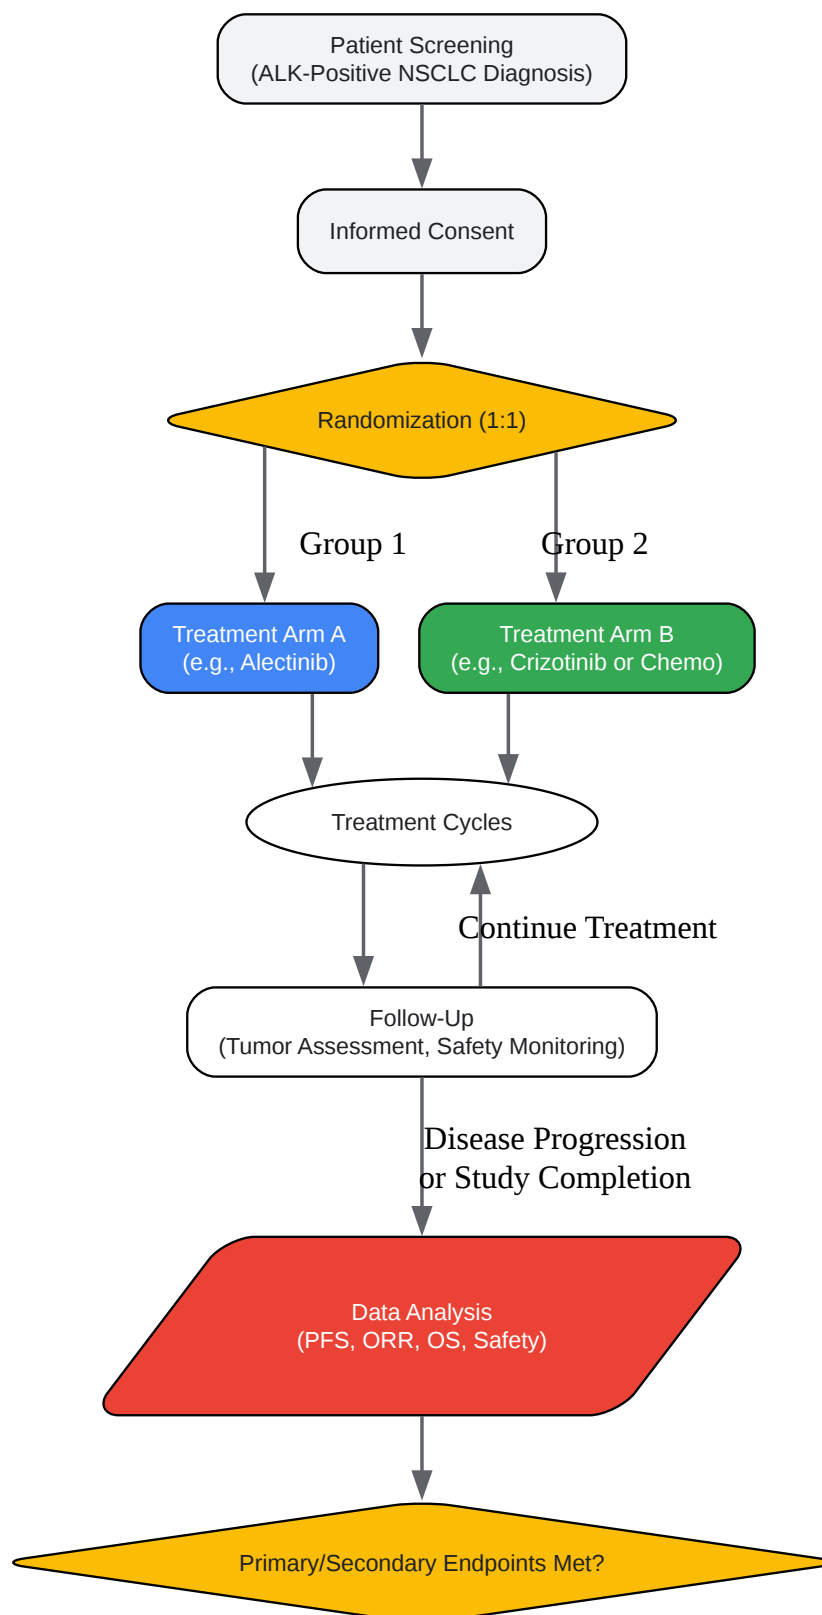 Patient Screening
(ALK-Positive NSCLC Diagnosis)
Informed Consent
Randomization (1:1)
Group 1
Group 2
Treatment Arm A
(e.g., Alectinib)
Treatment Arm B
(e.g., Crizotinib or Chemo)
Treatment Cycles
Continue Treatment
Follow-Up
(Tumor Assessment, Safety Monitoring)
Disease Progression
or Study Completion
Data Analysis
(PFS, ORR, OS, Safety)
Primary/Secondary Endpoints Met?